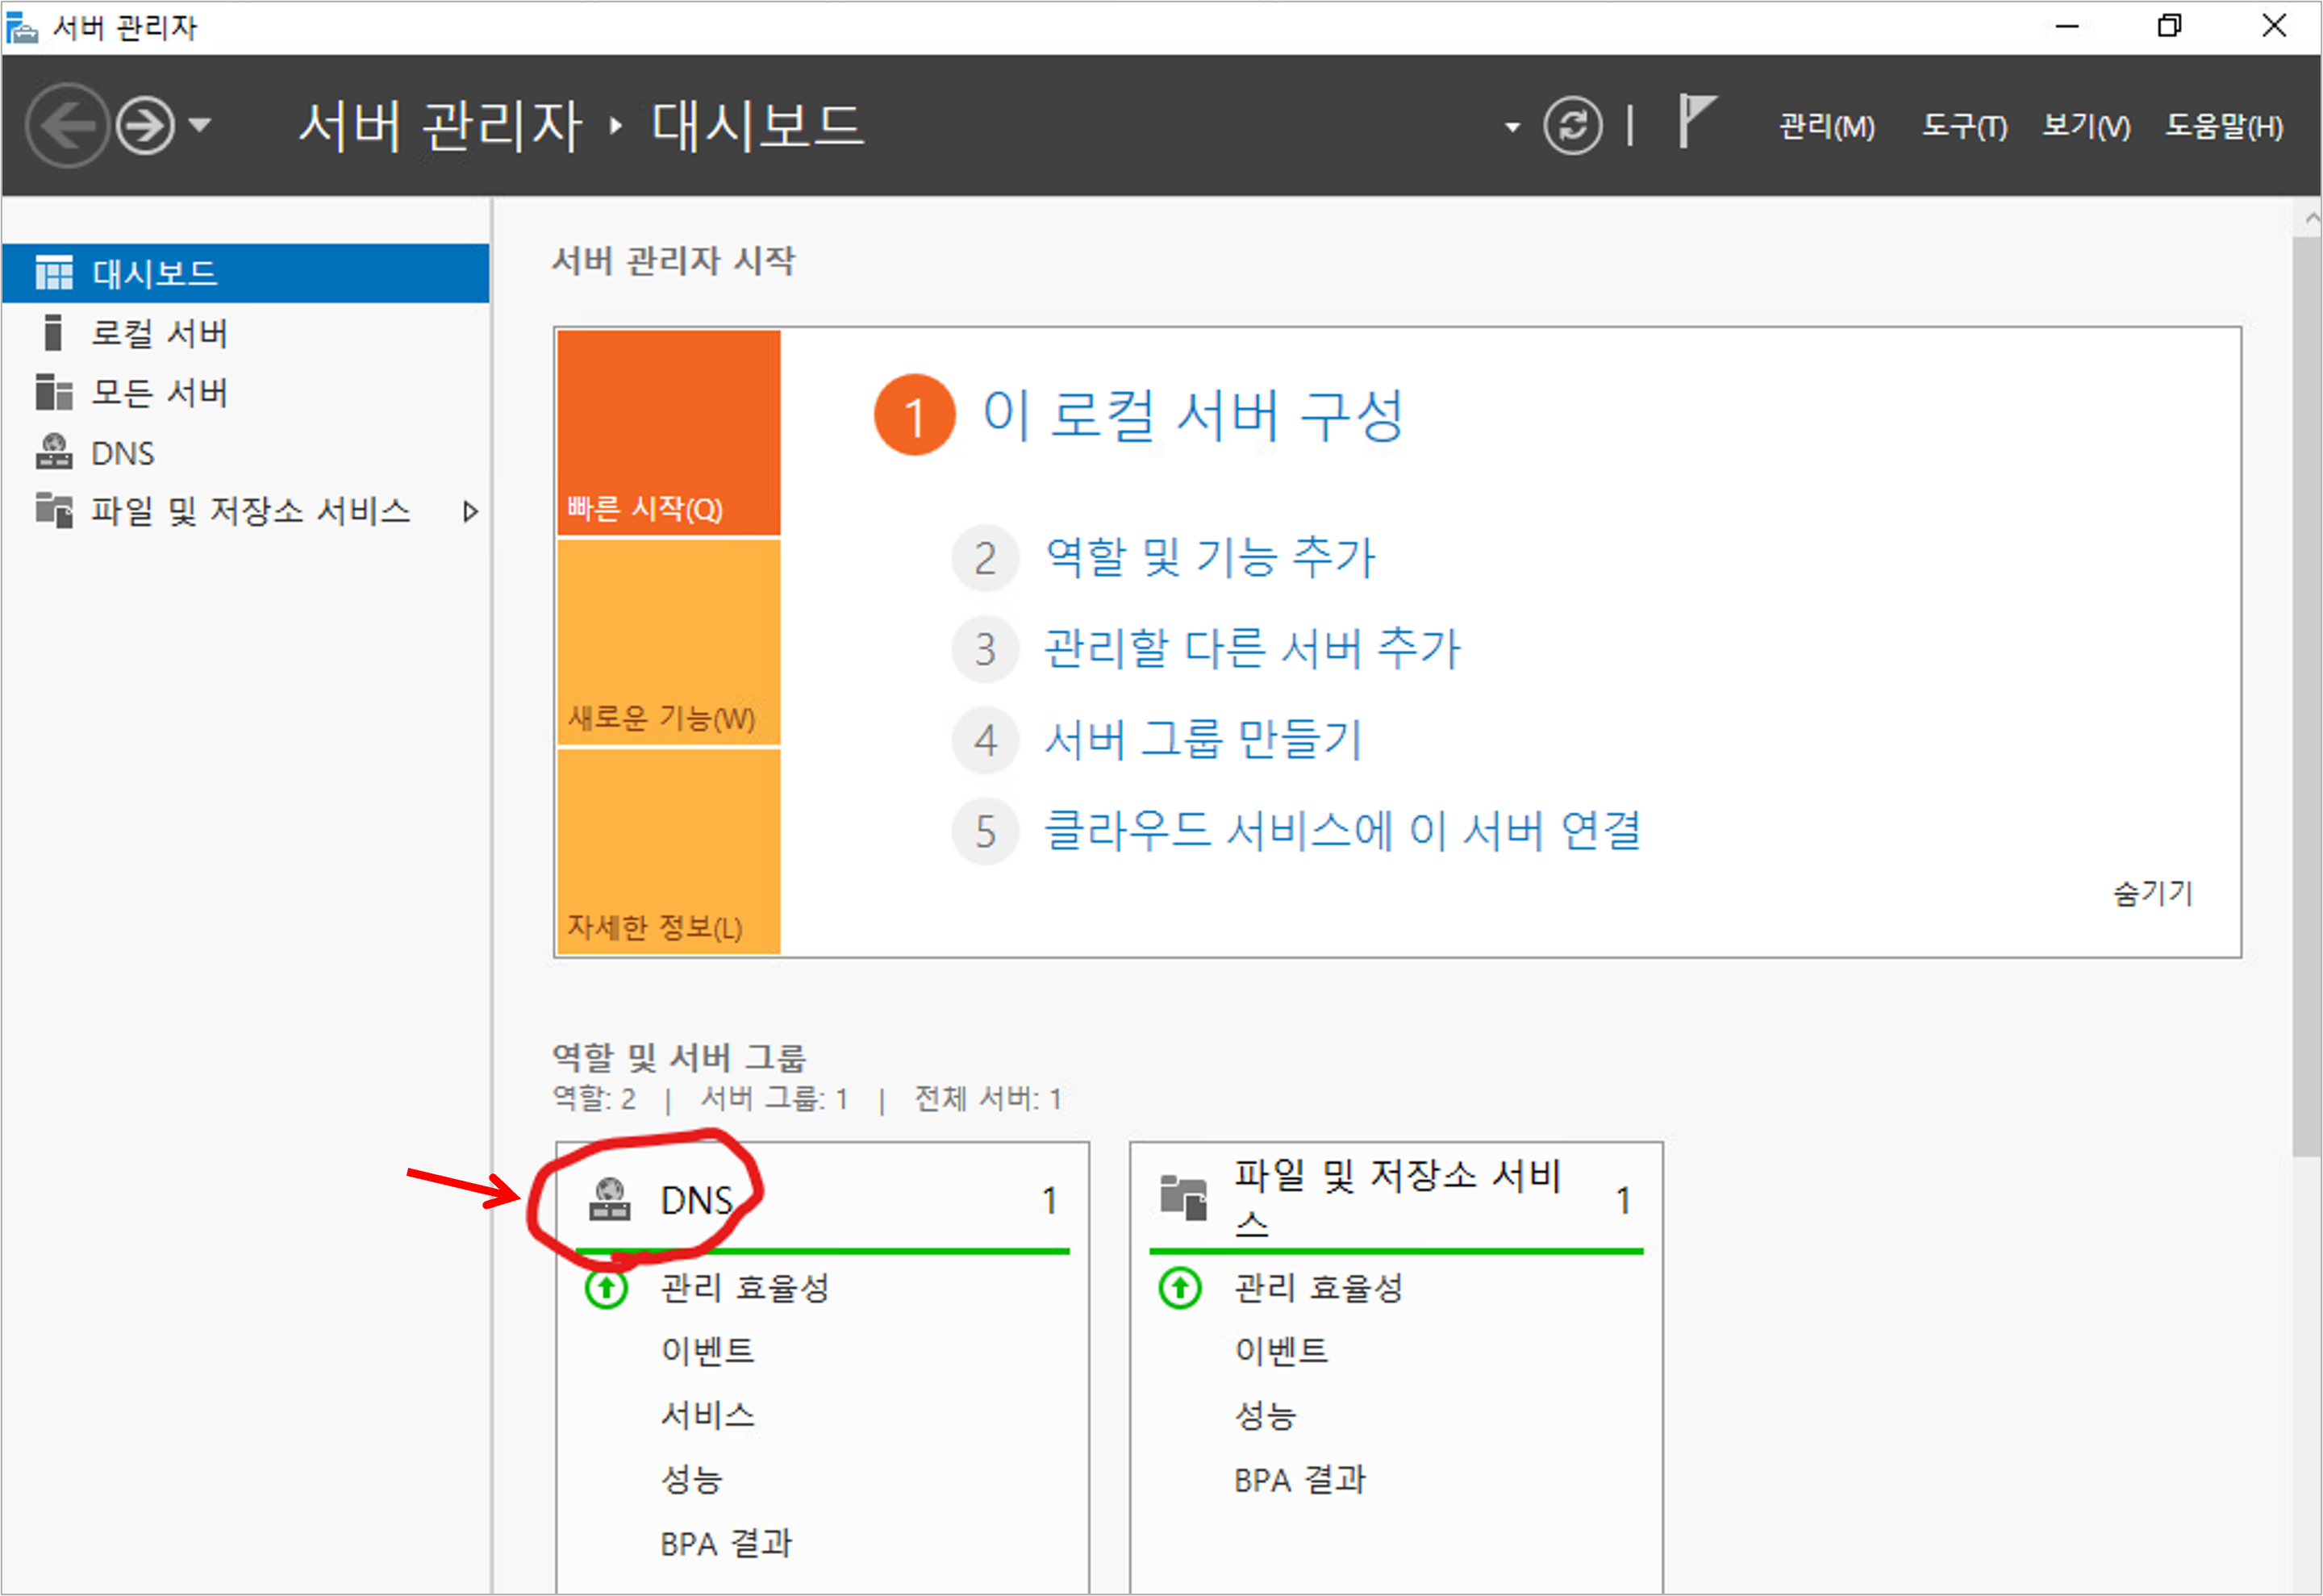 서버 관리자
서버 관리자 ‣ 대시보드
관리(M) 도구(T) 보기(V) 도움말(H)
대시보드
로컬 서버
모든 서버
DNS
파일 및 저장소 서비스
서버 관리자 시작
빠른 시작(Q)
새로운 기능(W)
자세한 정보(L)
1 이 로컬 서버 구성
2 역할 및 기능 추가
3 관리할 다른 서버 추가
4 서버 그룹 만들기
5 클라우드 서비스에 이 서버 연결
숨기기
역할 및 서버 그룹
역할: 2 | 서버 그룹: 1 | 전체 서버: 1
DNS 1
관리 효율성
이벤트
서비스
성능
BPA 결과
파일 및 저장소 서비
스 1
관리 효율성
이벤트
성능
BPA 결과